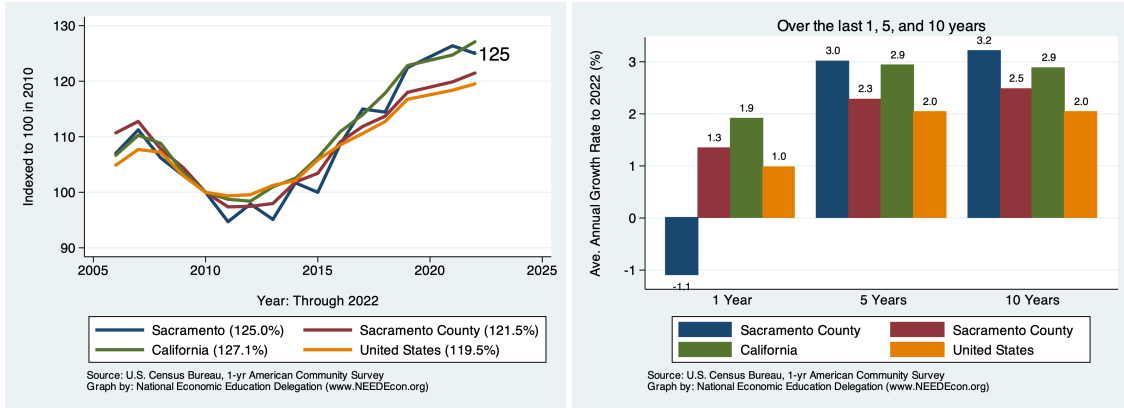 130
120
110
100
90
Indexed to 100 in 2010
125
2005
2010
2015
2020
2025
Year: Through 2022
Sacramento (125.0%)
Sacramento County (121.5%)
California (127.1%)
United States (119.5%)
Source: U.S. Census Bureau, 1-yr American Community Survey
Graph by: National Economic Education Delegation (www.NEEDEcon.org)
Over the last 1, 5, and 10 years
Ave. Annual Growth Rate to 2022 (%)
3
2
1
0
-1
-1.1
1.3
1.9
1.0
3.0
2.3
2.9
2.0
3.2
2.5
2.9
2.0
1 Year
5 Years
10 Years
Sacramento County
Sacramento County
California
United States
Source: U.S. Census Bureau, 1-yr American Community Survey
Graph by: National Economic Education Delegation (www.NEEDEcon.org)